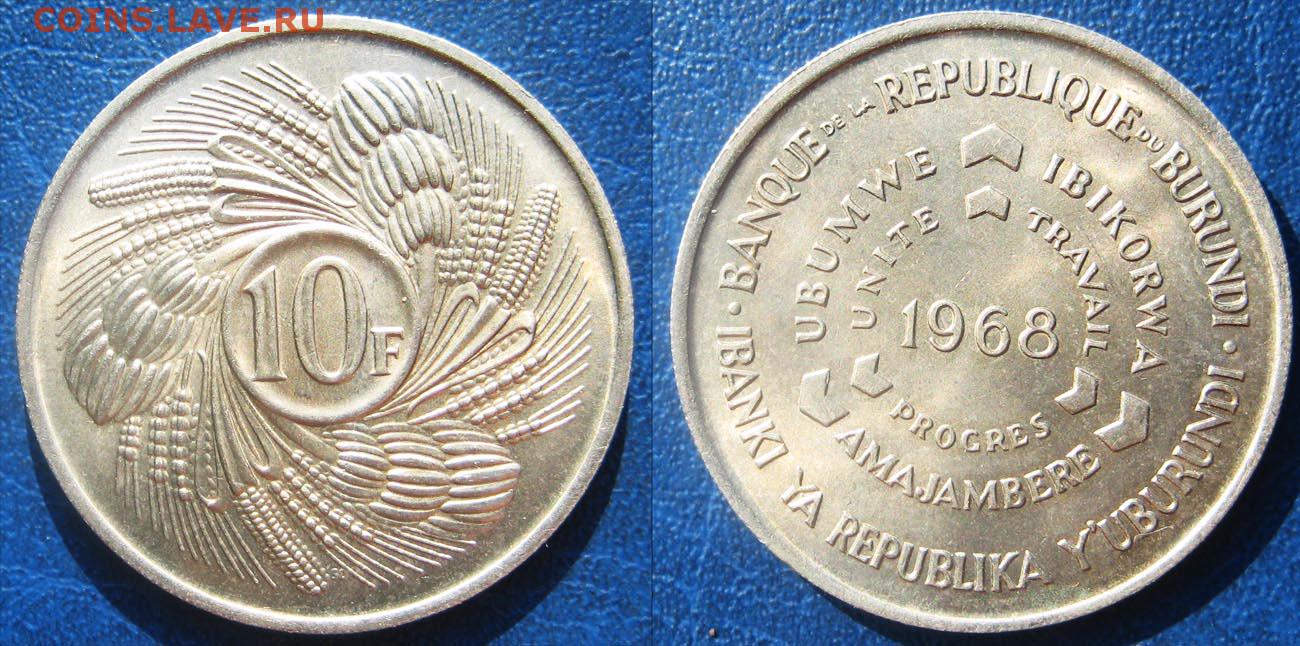 COINS.LAVE.RU
10F
BANQUE DE LA REPUBLIQUE DU BURUNDI ·
IBANKI YA REPUBLIKA Y'UBURUNDI ·
UBUMWE IBIKORWA AMAJAMBERE
UNITE TRAVAIL PROGRES
1968